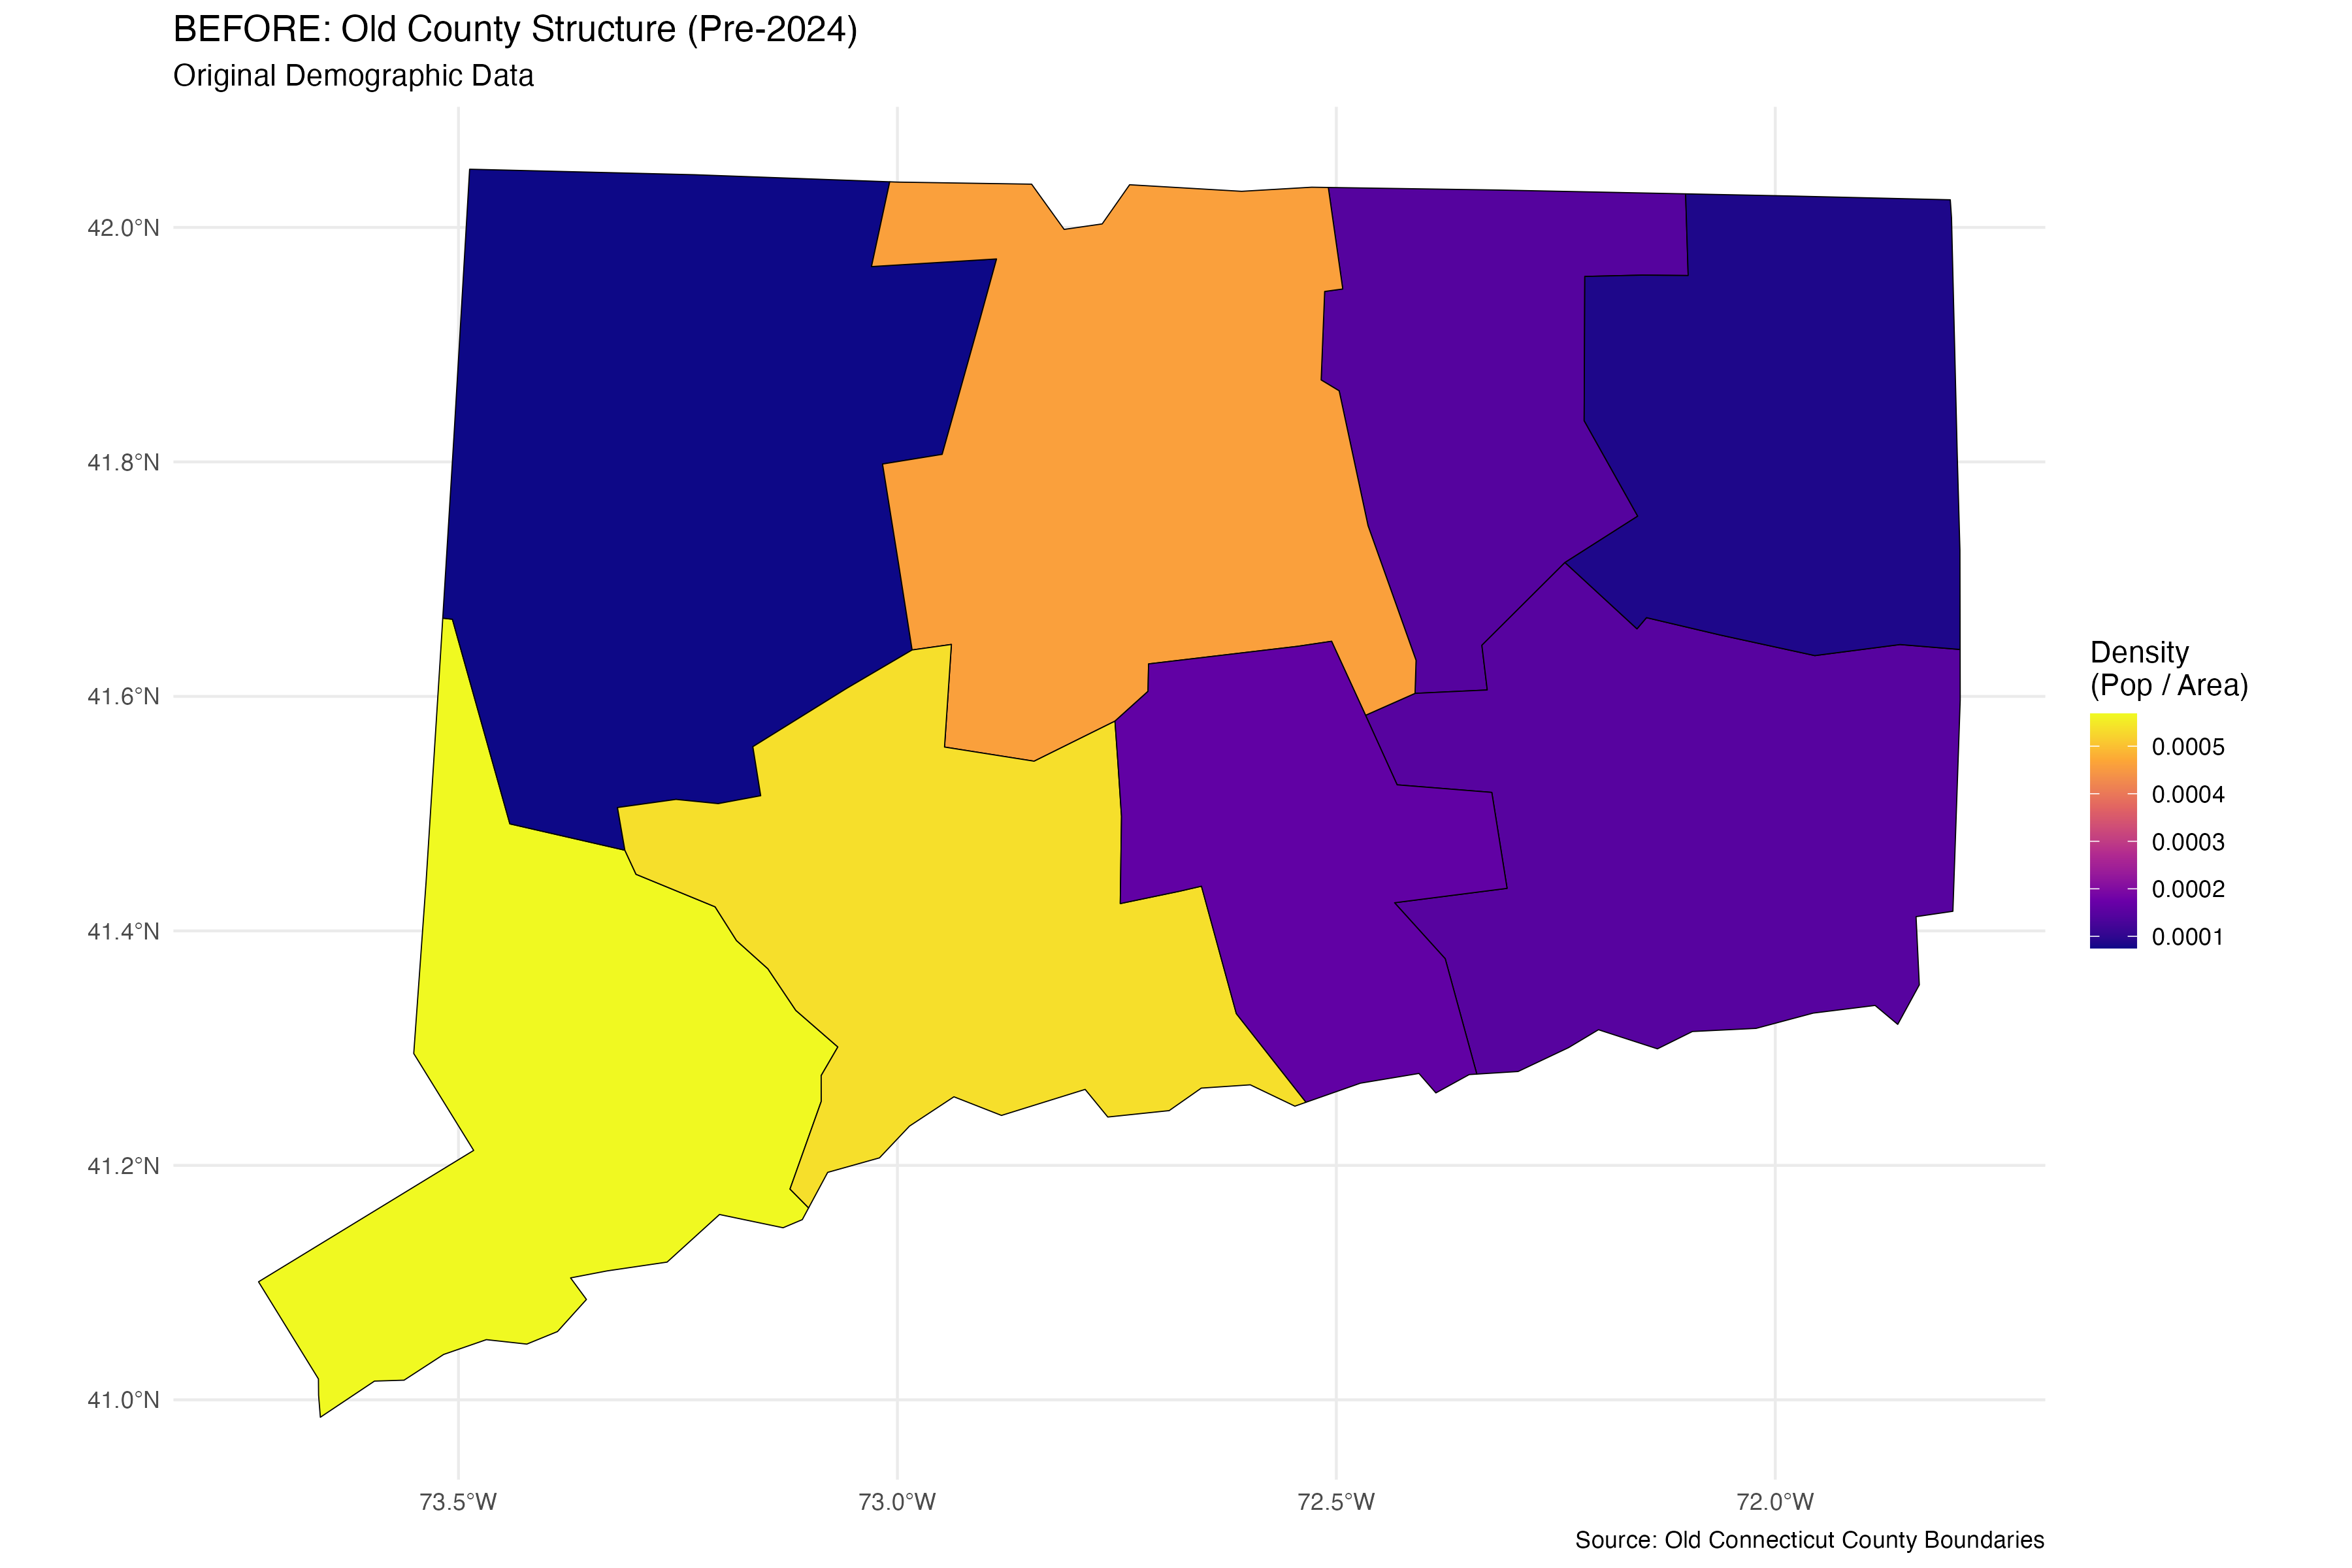 BEFORE: Old County Structure (Pre-2024)
Original Demographic Data
42.0°N
41.8°N
41.6°N
41.4°N
41.2°N
41.0°N
73.5°W
73.0°W
72.5°W
72.0°W
Density
(Pop / Area)
0.0005
0.0004
0.0003
0.0002
0.0001
Source: Old Connecticut County Boundaries